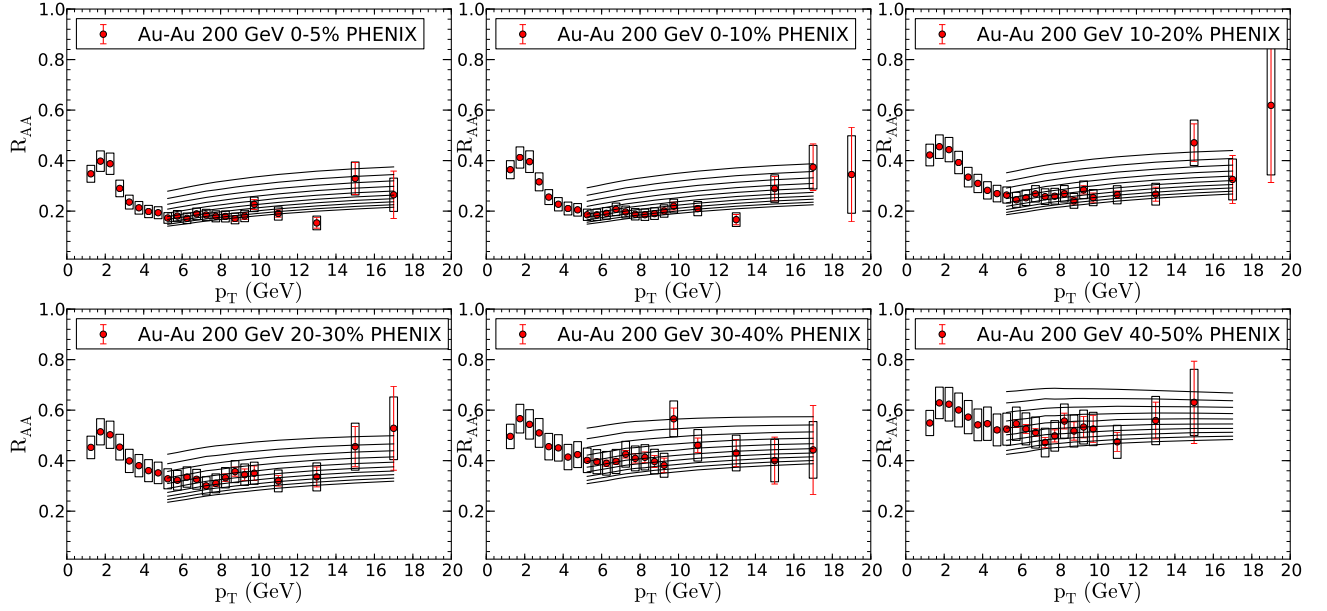 Au-Au 200 GeV 0-5% PHENIX
1.0
0.8
0.6
0.4
0.2
R_AA
0 2 4 6 8 10 12 14 16 18 20
p_T (GeV)
Au-Au 200 GeV 0-10% PHENIX
1.0
0.8
0.6
0.4
0.2
R_AA
0 2 4 6 8 10 12 14 16 18 20
p_T (GeV)
Au-Au 200 GeV 10-20% PHENIX
1.0
0.8
0.6
0.4
0.2
R_AA
0 2 4 6 8 10 12 14 16 18 20
p_T (GeV)
Au-Au 200 GeV 20-30% PHENIX
1.0
0.8
0.6
0.4
0.2
R_AA
0 2 4 6 8 10 12 14 16 18 20
p_T (GeV)
Au-Au 200 GeV 30-40% PHENIX
1.0
0.8
0.6
0.4
0.2
R_AA
0 2 4 6 8 10 12 14 16 18 20
p_T (GeV)
Au-Au 200 GeV 40-50% PHENIX
1.0
0.8
0.6
0.4
0.2
R_AA
0 2 4 6 8 10 12 14 16 18 20
p_T (GeV)